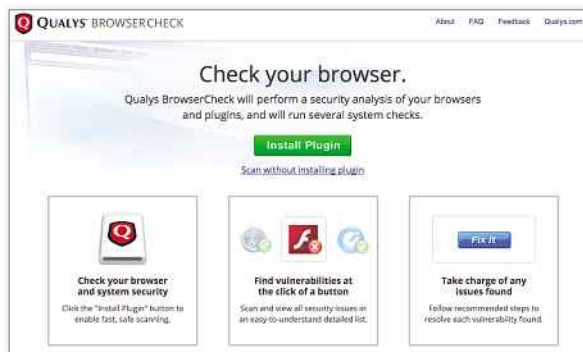 QUALYS BROWSERCHECK
About FAQ Feedback Qualys.com
Check your browser.
Qualys BrowserCheck will perform a security analysis of your browsers
and plugins, and will run several system checks.
Install Plugin
Scan without installing plugin
Check your browser
and system security
Click the "Install Plugin" button to
enable fast, safe scanning.
Find vulnerabilities at
the click of a button
Scan and view all security issues in
an easy-to-understand detailed list.
Fix It
Take charge of any
issues found
Follow recommended steps to
resolve each vulnerability found.